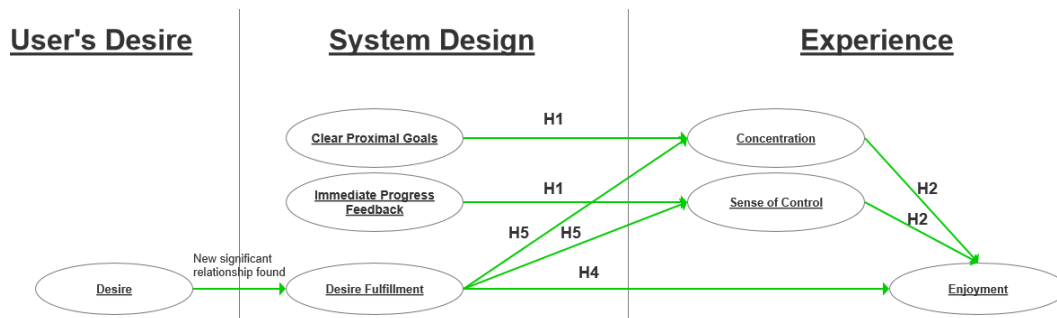 User's Desire
System Design
Experience
H1
Clear Proximal Goals
Concentration
H1
Immediate Progress
Feedback
Sense of Control
H2
H2
H5
H5
New significant
relationship found
H4
Desire
Desire Fulfillment
Enjoyment